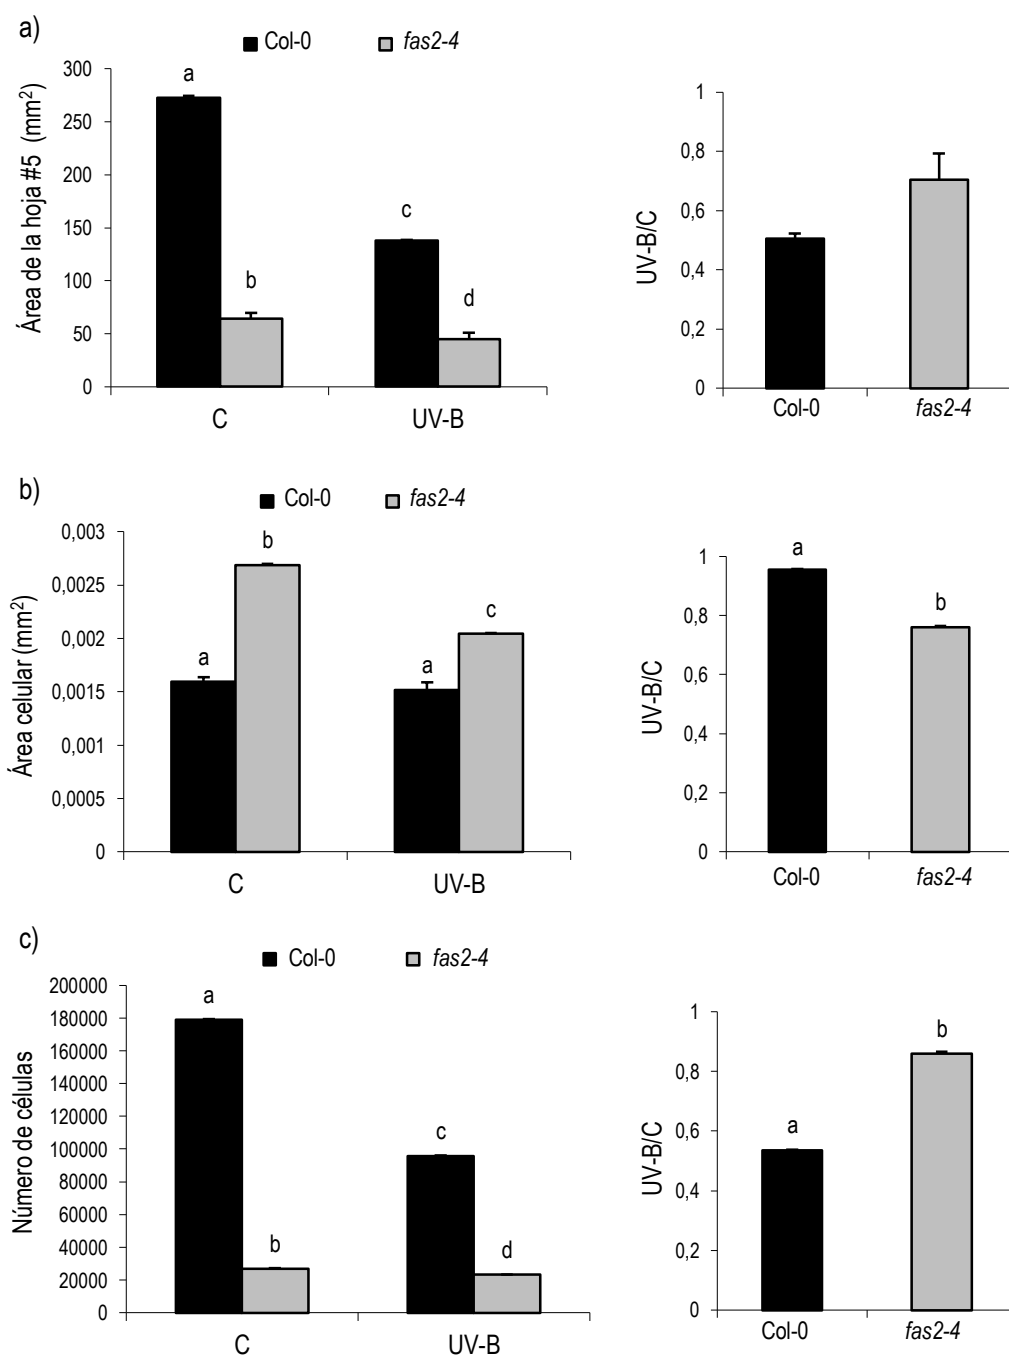 a)
Col-0 fas2-4
Área de la hoja #5 (mm²)
300
250
200
150
100
50
0
a
b
c
d
C UV-B
UV-B/C
1
0,8
0,6
0,4
0,2
0
Col-0 fas2-4
b)
Col-0 fas2-4
Área celular (mm²)
0,003
0,0025
0,002
0,0015
0,001
0,0005
0
a
b
a
c
C UV-B
UV-B/C
1
0,8
0,6
0,4
0,2
0
a
b
Col-0 fas2-4
c)
Col-0 fas2-4
Número de células
200000
180000
160000
140000
120000
100000
80000
60000
40000
20000
0
a
b
c
d
C UV-B
UV-B/C
1
0,8
0,6
0,4
0,2
0
a
b
Col-0 fas2-4